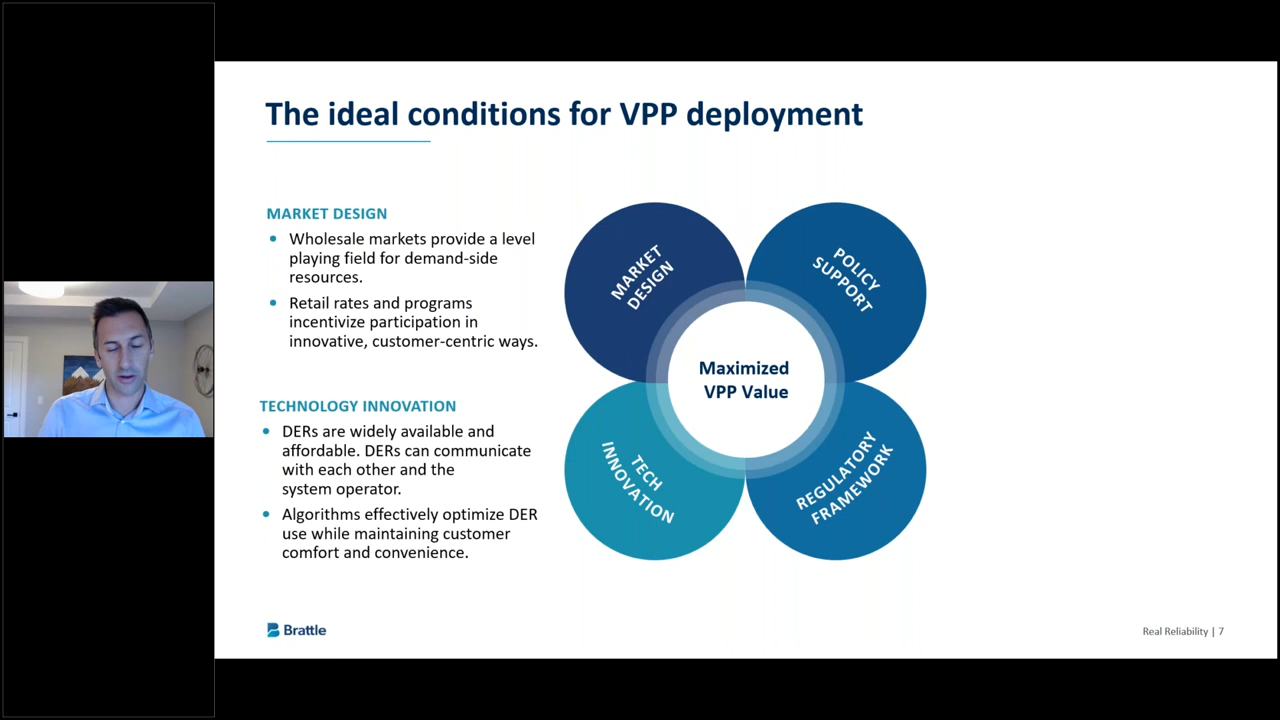 The ideal conditions for VPP deployment
MARKET DESIGN
• Wholesale markets provide a level
playing field for demand-side
resources.
• Retail rates and programs
incentivize participation in
innovative, customer-centric ways.
TECHNOLOGY INNOVATION
• DERs are widely available and
affordable. DERs can communicate
with each other and the
system operator.
• Algorithms effectively optimize DER
use while maintaining customer
comfort and convenience.
MARKET
DESIGN
POLICY
SUPPORT
Maximized
VPP Value
TECH
INNOVATION
REGULATORY
FRAMEWORK
Brattle
Real Reliability | 7